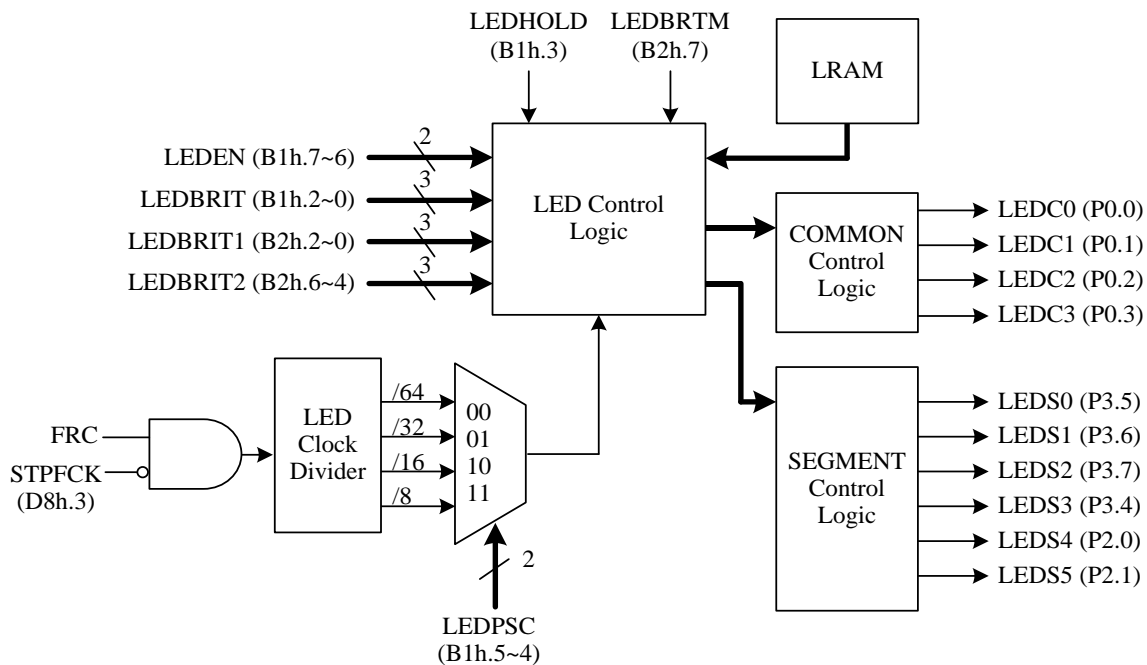 LEDHOLD
(B1h.3)
LEDBRTM
(B2h.7)
LRAM
LEDEN (B1h.7~6)
2
LEDBRIT (B1h.2~0)
3
LEDBRIT1 (B2h.2~0)
3
LEDBRIT2 (B2h.6~4)
3
LED Control
Logic
COMMON
Control
Logic
LEDC0 (P0.0)
LEDC1 (P0.1)
LEDC2 (P0.2)
LEDC3 (P0.3)
FRC
STPFCK
(D8h.3)
LED
Clock
Divider
/64
/32
/16
/8
00
01
10
11
2
LEDPSC
(B1h.5~4)
SEGMENT
Control
Logic
LEDS0 (P3.5)
LEDS1 (P3.6)
LEDS2 (P3.7)
LEDS3 (P3.4)
LEDS4 (P2.0)
LEDS5 (P2.1)